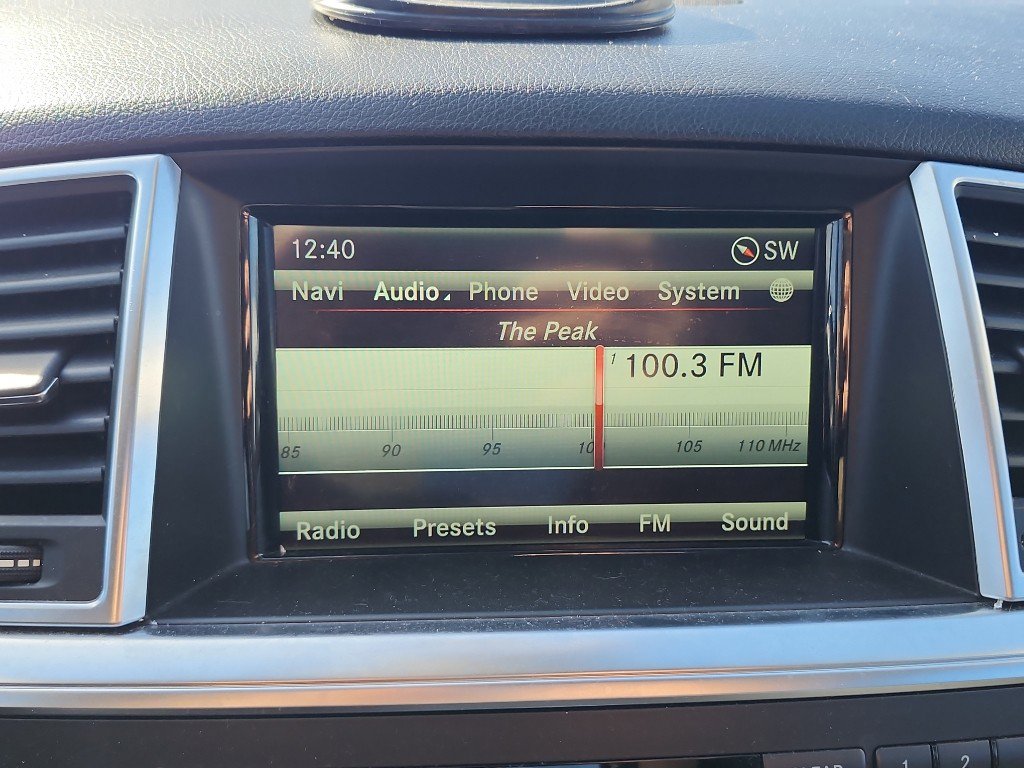 12:40 SW
Navi Audio Phone Video System
The Peak
1 100.3 FM
85 90 95 100 105 110 MHz
Radio Presets Info FM Sound
1 2